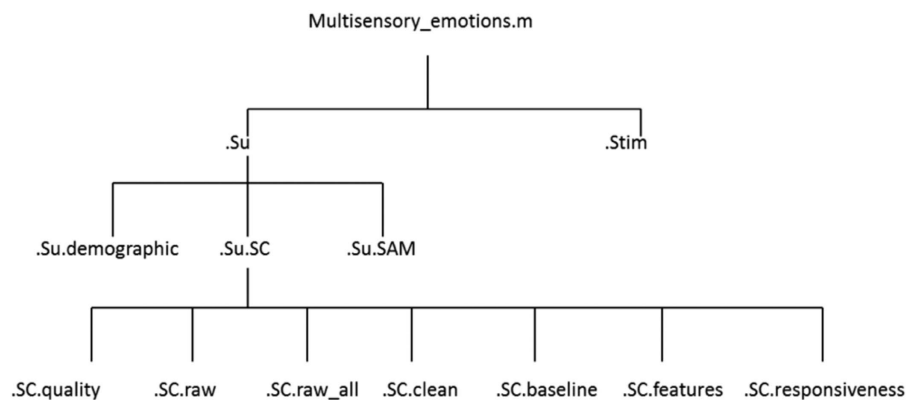 Multisensory_emotions.m
.Su .Stim
.Su.demographic .Su.SC .Su.SAM
.SC.quality .SC.raw .SC.raw_all .SC.clean .SC.baseline .SC.features .SC.responsiveness